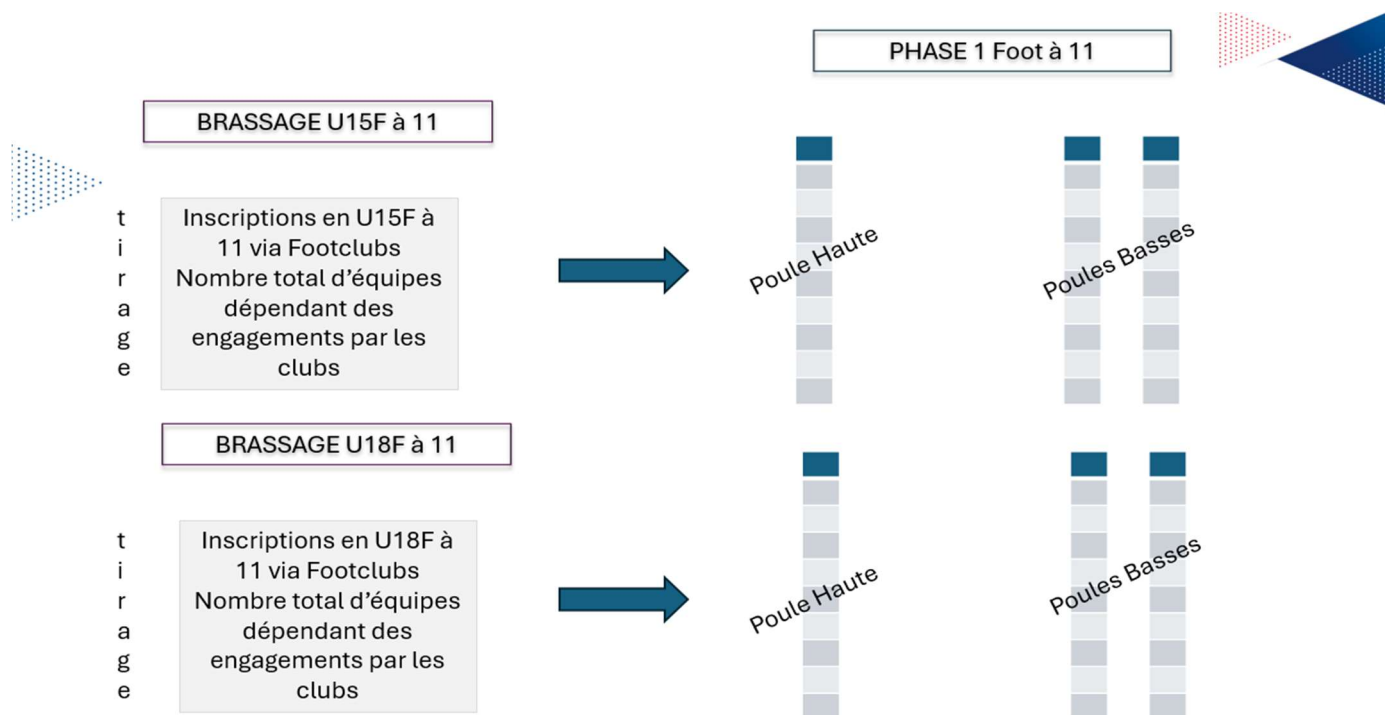 PHASE 1 Foot à 11
BRASSAGE U15F à 11
t
i
r
a
g
e
Inscriptions en U15F à
11 via Footclubs
Nombre total d'équipes
dépendant des
engagements par les
clubs
Poule Haute
Poules Basses
BRASSAGE U18F à 11
t
i
r
a
g
e
Inscriptions en U18F à
11 via Footclubs
Nombre total d'équipes
dépendant des
engagements par les
clubs
Poule Haute
Poules Basses